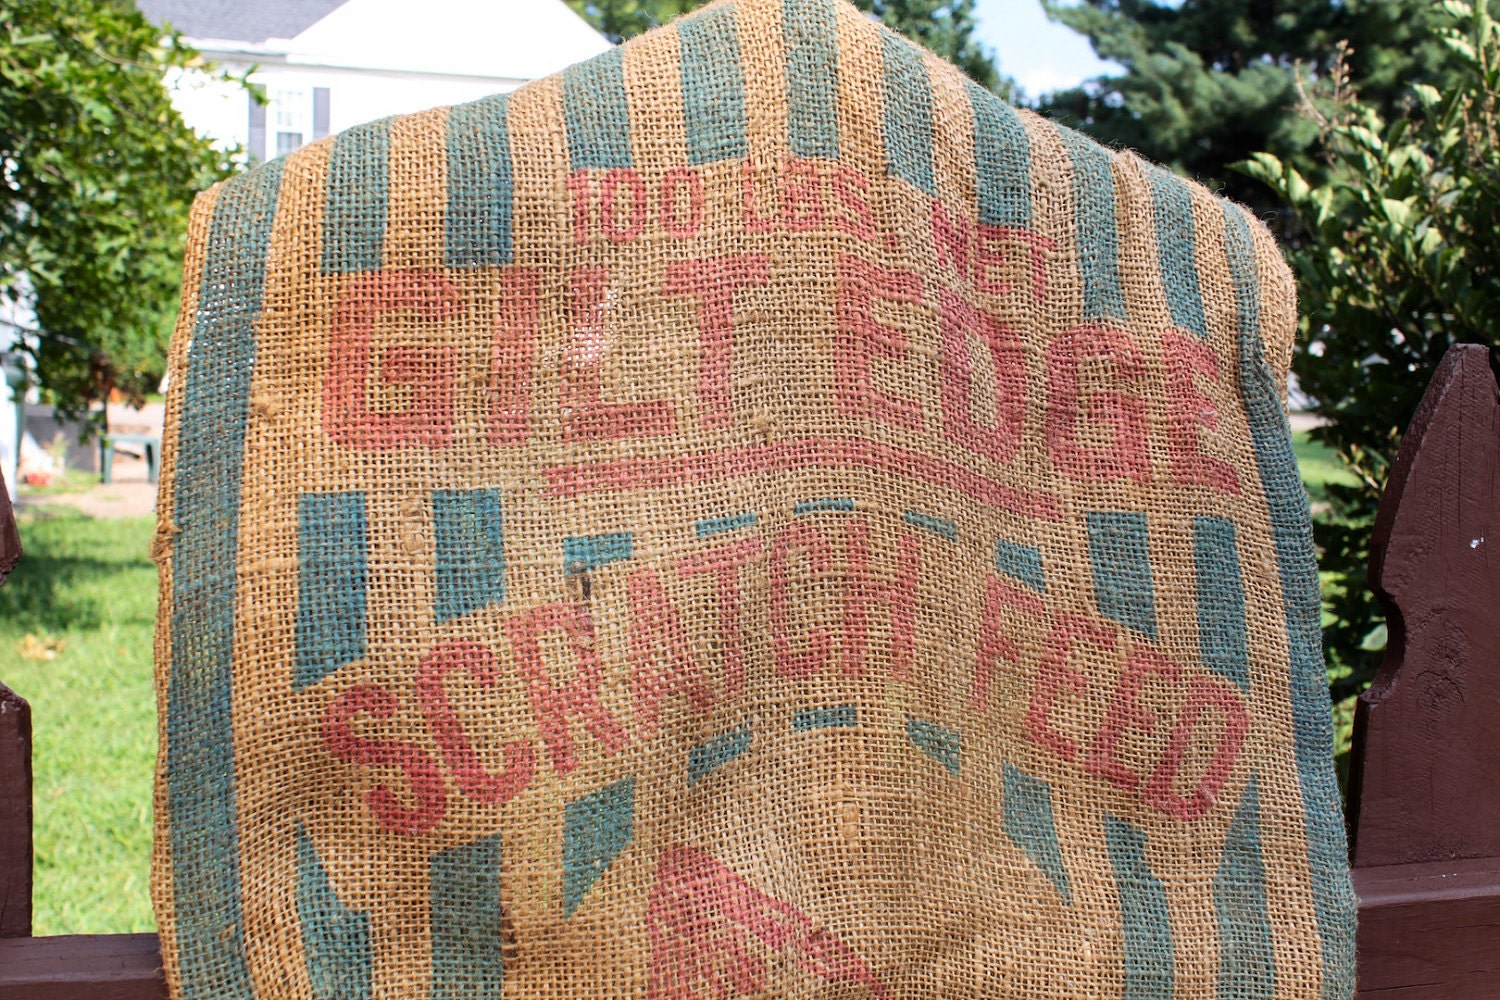 100 LBS. NET
GILT EDGE
SCRATCH FEED